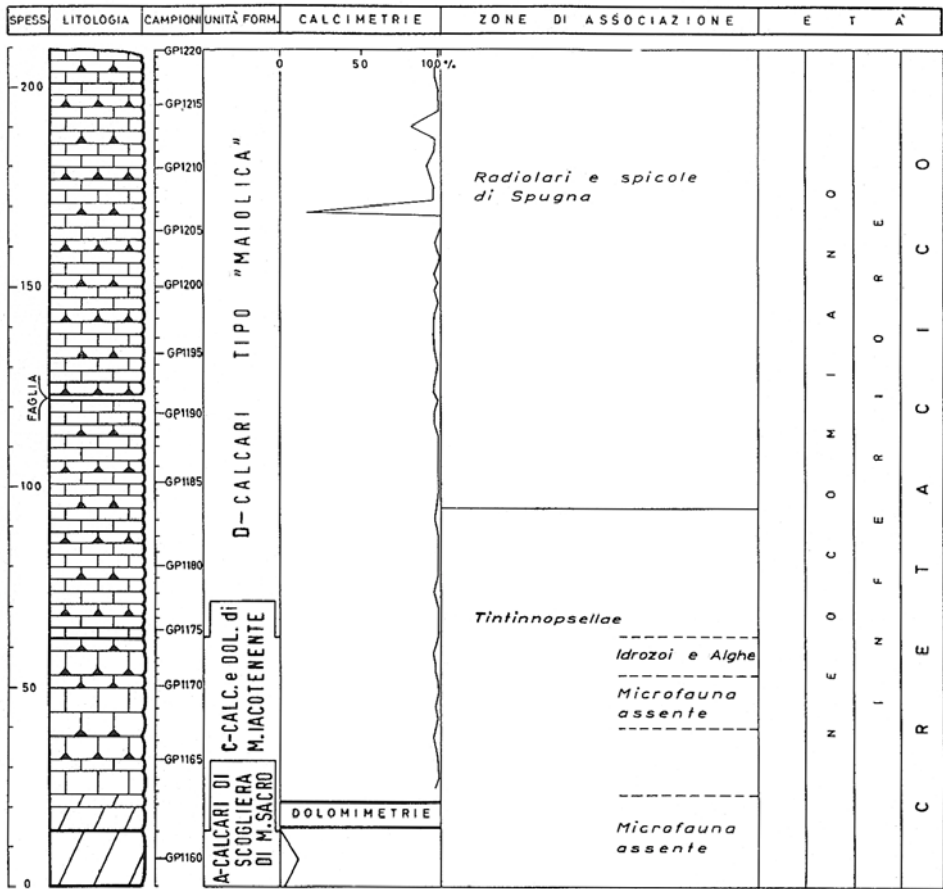 SPESS. LITOLOGIA CAMPIONI UNITÀ FORM. CALCIMETRIE ZONE DI ASSOCIAZIONE E T À
0 50 100%
200
150
FAGLIA
100
50
0
GP1220
GP1215
GP1210
GP1205
GP1200
GP1195
GP1190
GP1185
GP1180
GP1175
GP1170
GP1165
GP1160
D-CALCARI TIPO "MAIOLICA"
C-CALC. e DOL. di
M. IACOTENENTE
A-CALCARI DI
SCOGLIERA
DI M. SACRO
DOLOMIMETRIE
Radiolari e spicole
di Spugna
Tintinnopsellae
Idrozoi e Alghe
Microfauna
assente
Microfauna
assente
NEOCOMIANO
INFERIORE
CRETACICO